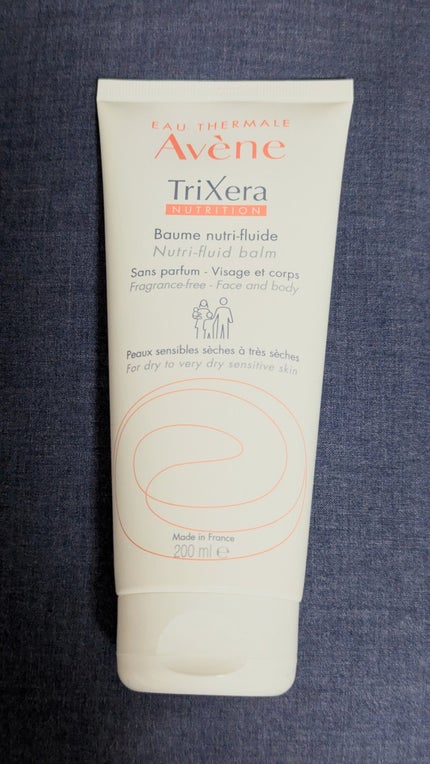 EAU THERMALE
Avène
TriXera
NUTRITION
Baume nutri-fluide
Nutri-fluid balm
Sans parfum - Visage et corps
Fragrance-free - Face and body
Peaux sensibles sèches à très sèches
For dry to very dry sensitive skin
Made in France
200 ml ℮